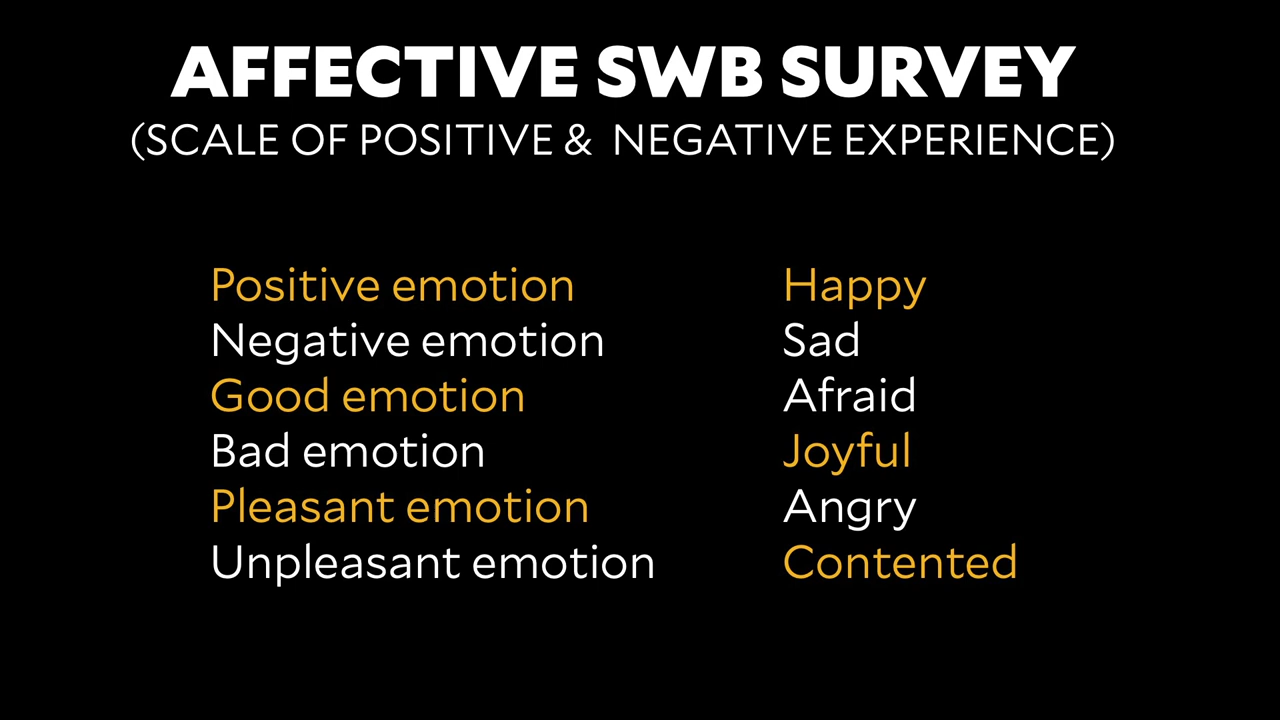 AFFECTIVE SWB SURVEY
(SCALE OF POSITIVE & NEGATIVE EXPERIENCE)
Positive emotion
Negative emotion
Good emotion
Bad emotion
Pleasant emotion
Unpleasant emotion
Happy
Sad
Afraid
Joyful
Angry
Contented